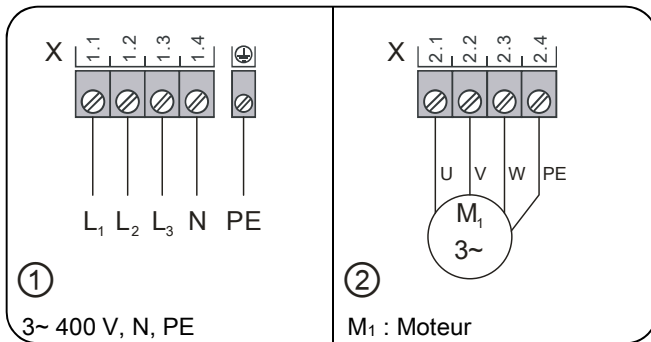 X 1.1 1.2 1.3 1.4
L₁ L₂ L₃ N PE
1
3~ 400 V, N, PE
X 2.1 2.2 2.3 2.4
U V W PE
M₁
3~
2
M₁ : Moteur